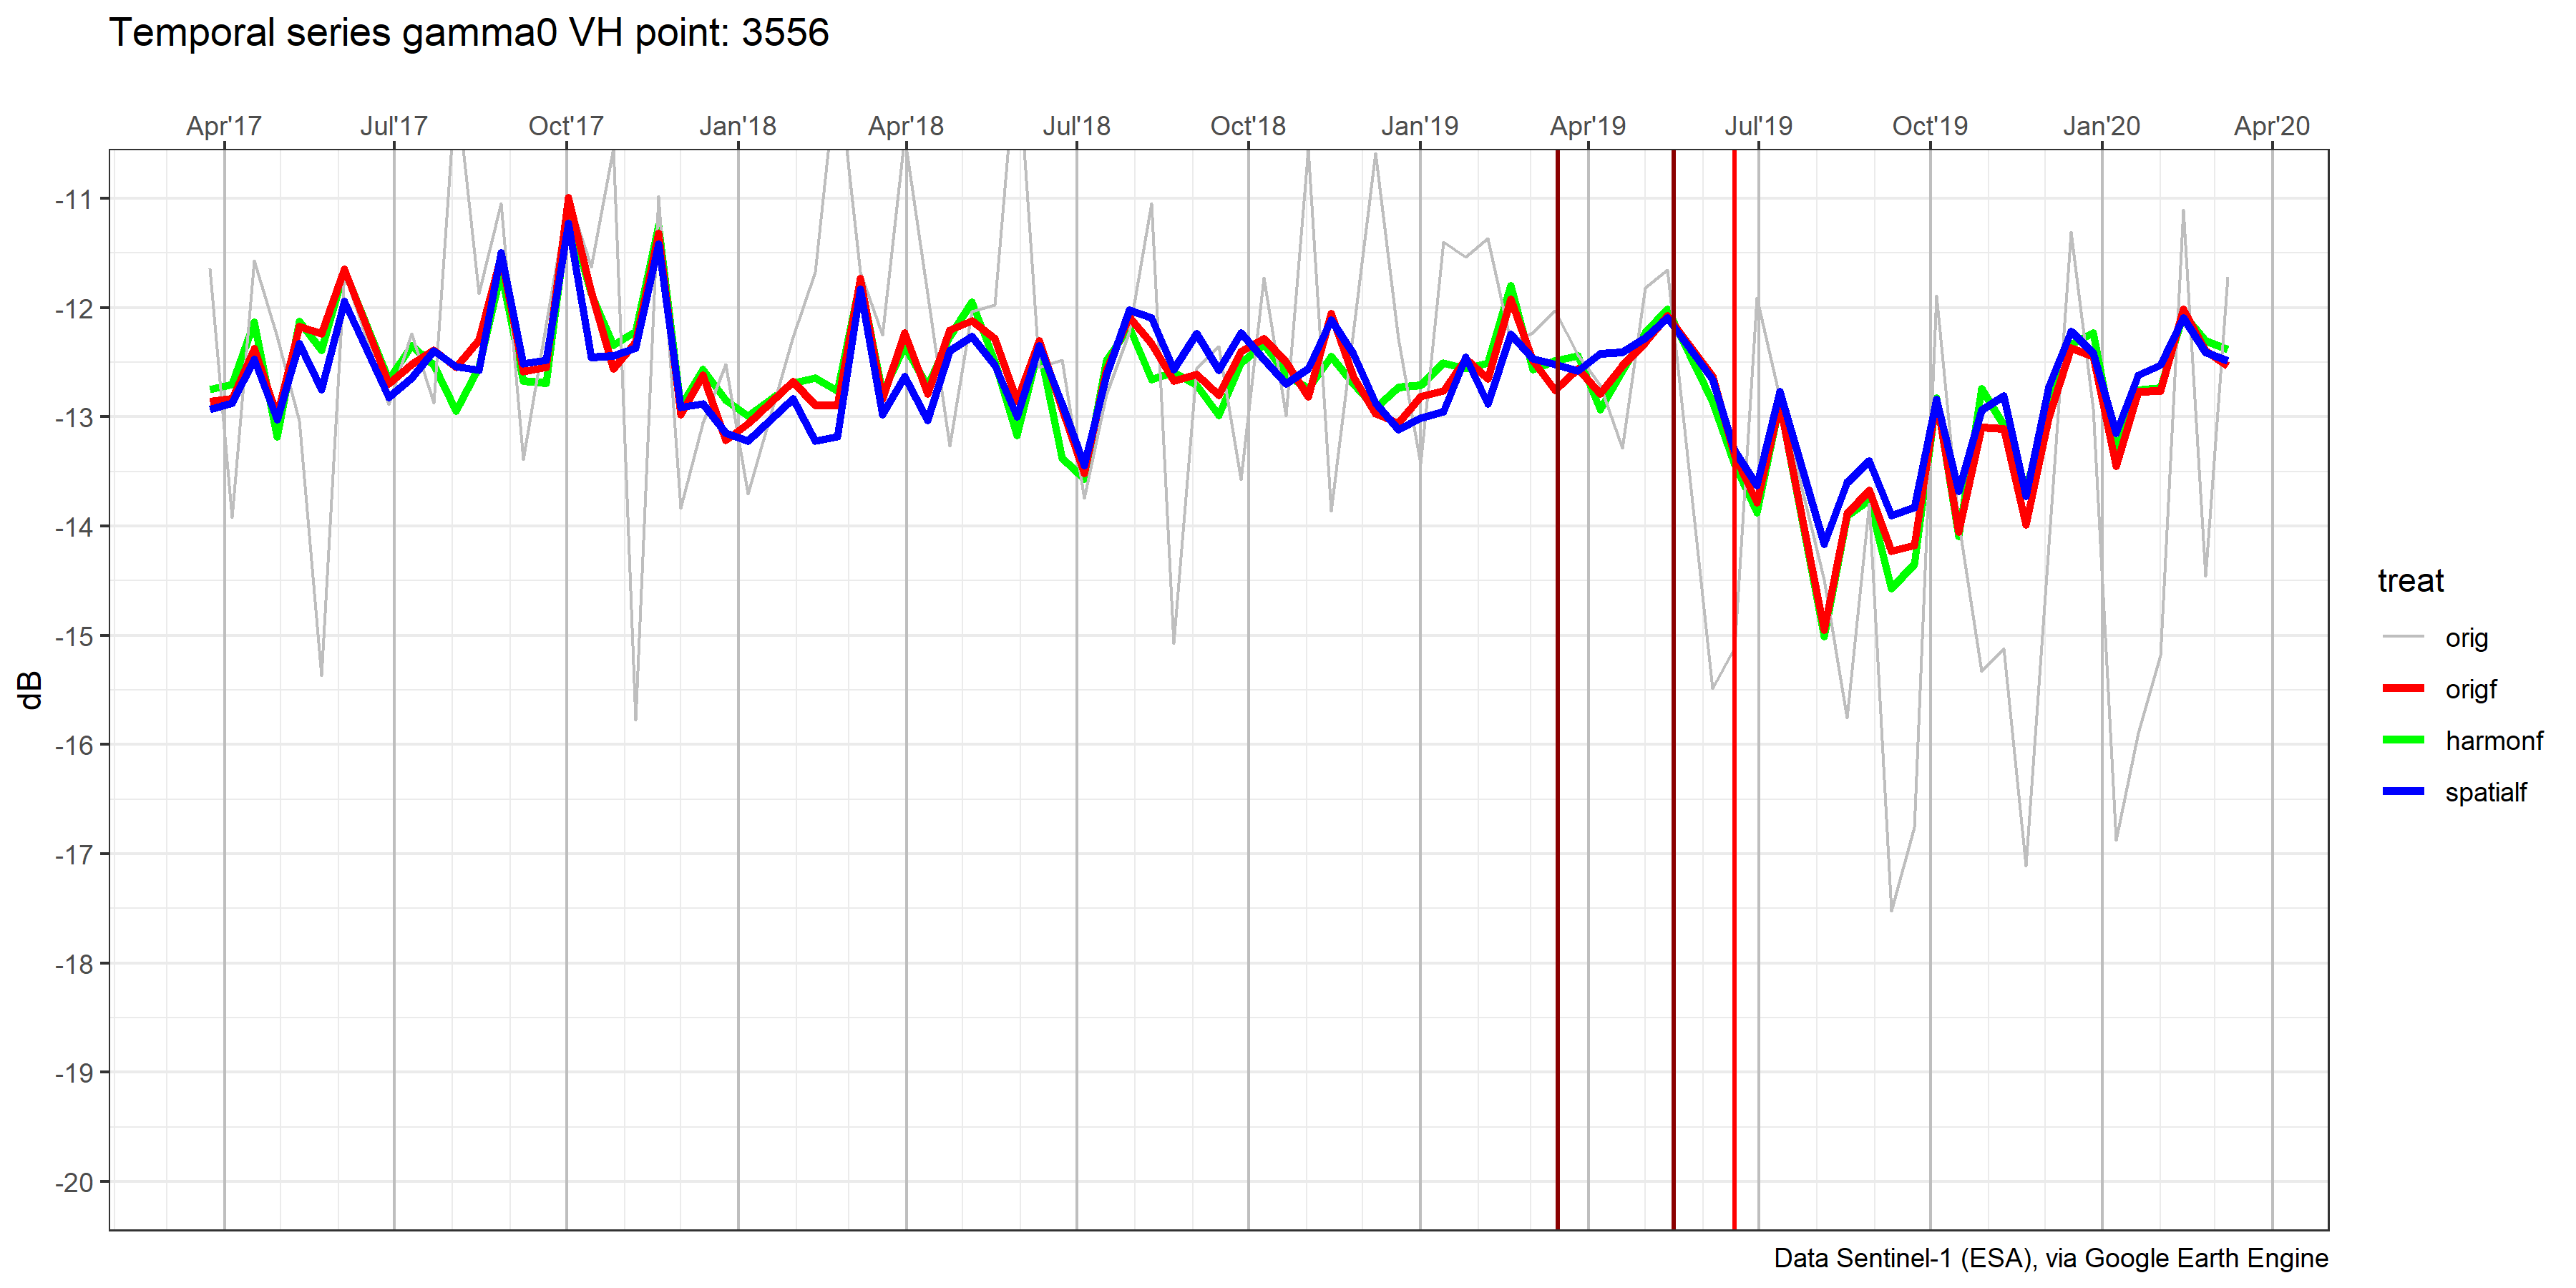 Temporal series gamma0 VH point: 3556
Apr'17 Jul'17 Oct'17 Jan'18 Apr'18 Jul'18 Oct'18 Jan'19 Apr'19 Jul'19 Oct'19 Jan'20 Apr'20
-11
-12
-13
-14
-15
-16
-17
-18
-19
-20
dB
treat
orig
origf
harmonf
spatialf
Data Sentinel-1 (ESA), via Google Earth Engine